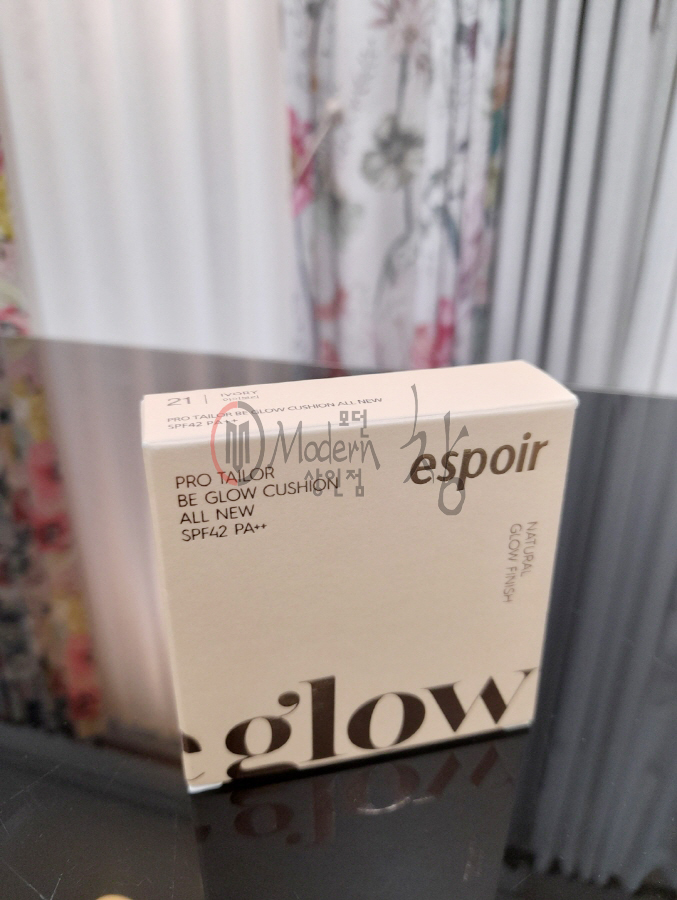 21 | IVORY
PRO TAILOR BE GLOW CUSHION ALL NEW
SPF42 PA++
모던
Modern 창
상인점
espoir
PRO TAILOR
BE GLOW CUSHION
ALL NEW
SPF42 PA++
NATURAL
GLOW FINISH
e glow